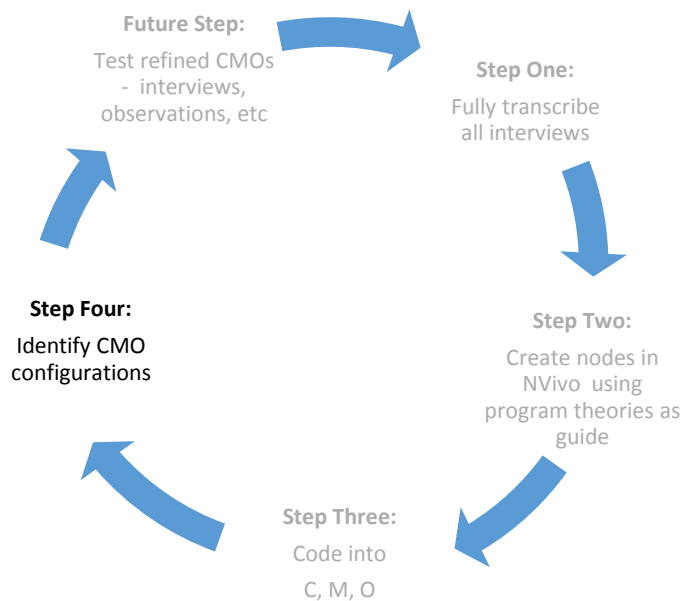 Future Step:
Test refined CMOs
- interviews,
observations, etc
Step One:
Fully transcribe
all interviews
Step Two:
Create nodes in
NVivo using
program theories as
guide
Step Three:
Code into
C, M, O
Step Four:
Identify CMO
configurations